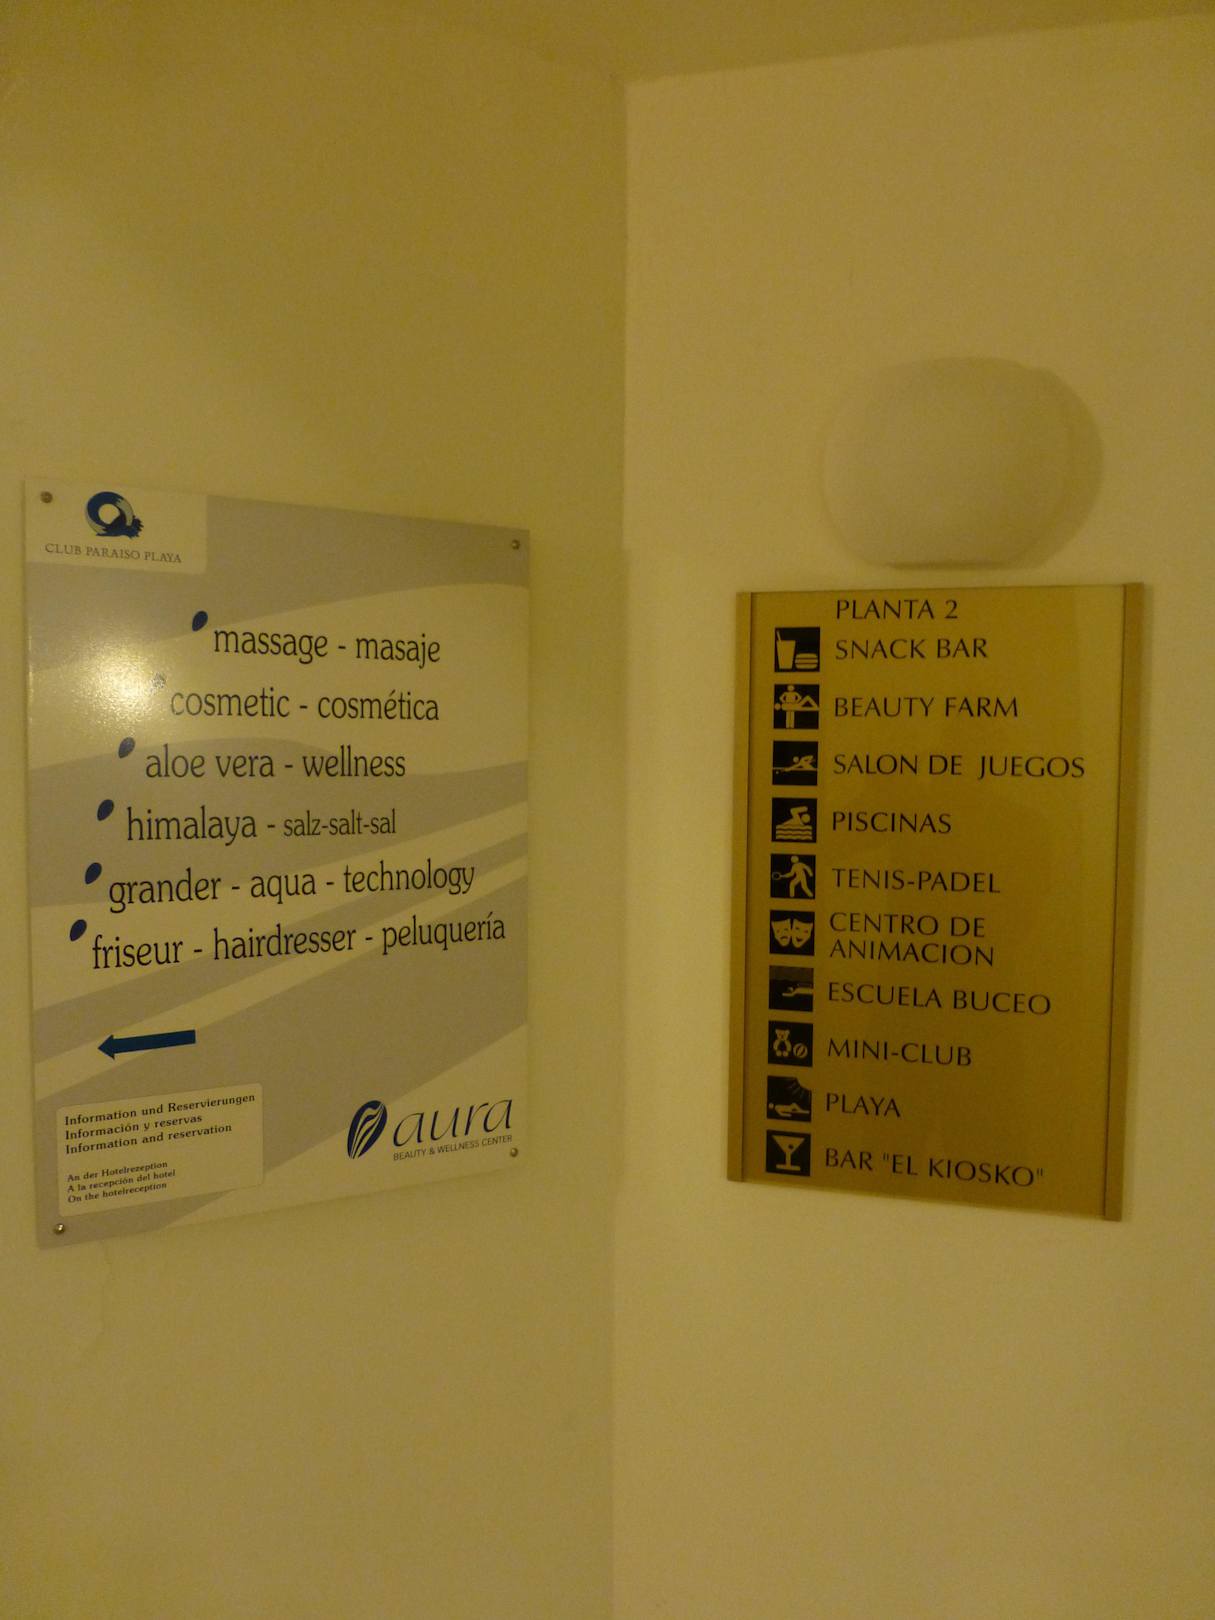 CLUB PARAISO PLAYA
massage - masaje
cosmetic - cosmética
aloe vera - wellness
himalaya - salz-salt-sal
grander - aqua - technology
friseur - hairdresser - peluquería
Information und Reservierungen
Información y reservas
Information and reservation
An der Hotelrezeption
A la recepción del hotel
On the hotelreception
aura
BEAUTY & WELLNESS CENTER
PLANTA 2
SNACK BAR
BEAUTY FARM
SALON DE JUEGOS
PISCINAS
TENIS-PADEL
CENTRO DE
ANIMACION
ESCUELA BUCEO
MINI-CLUB
PLAYA
BAR "EL KIOSKO"